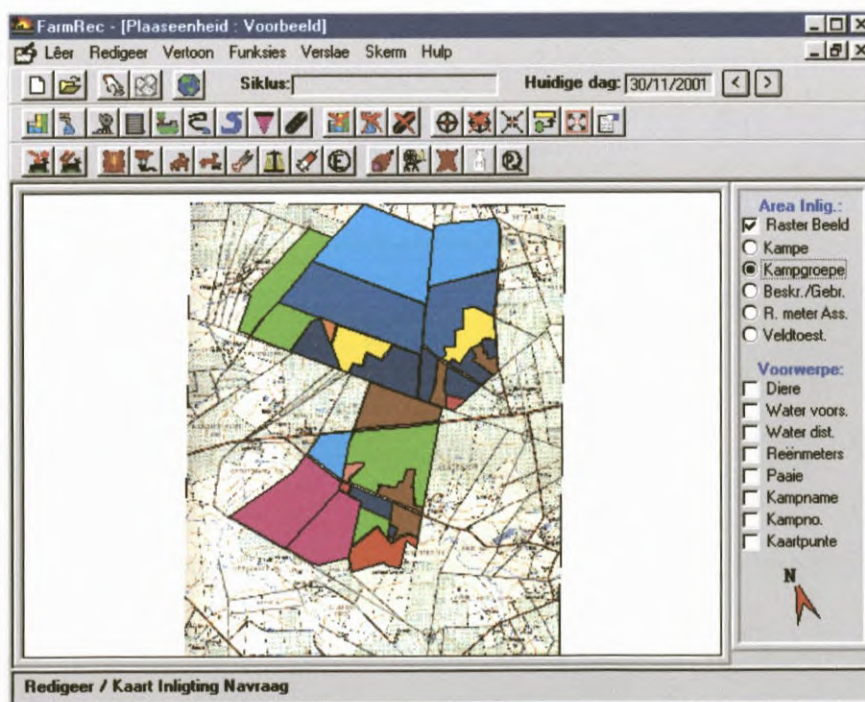 FarmRec - [Plaaseenheid : Voorbeeld]
Lêer Redigeer Vertoon Funksies Verslae Skerm Hulp
Siklus: Huidige dag: 30/11/2001 < >
Area Inlig.:
Raster Beeld
Kampe
Kampgroepe
Beskr./Gebr.
R. meter Ass.
Veldtoest.
Voorwerpe:
Diere
Water voors.
Water dist.
Reënmeters
Paaie
Kampname
Kampno.
Kaartpunte
N
Redigeer / Kaart Inligting Navraag